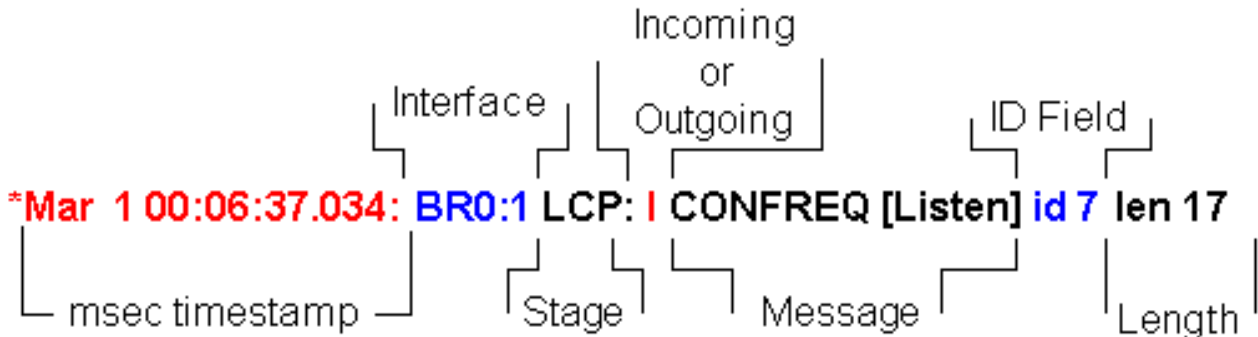 Incoming
or
Outgoing
Interface
ID Field
*Mar 1 00:06:37.034: BR0:1 LCP: I CONFREQ [Listen] id 7 len 17
msec timestamp
Stage
Message
Length